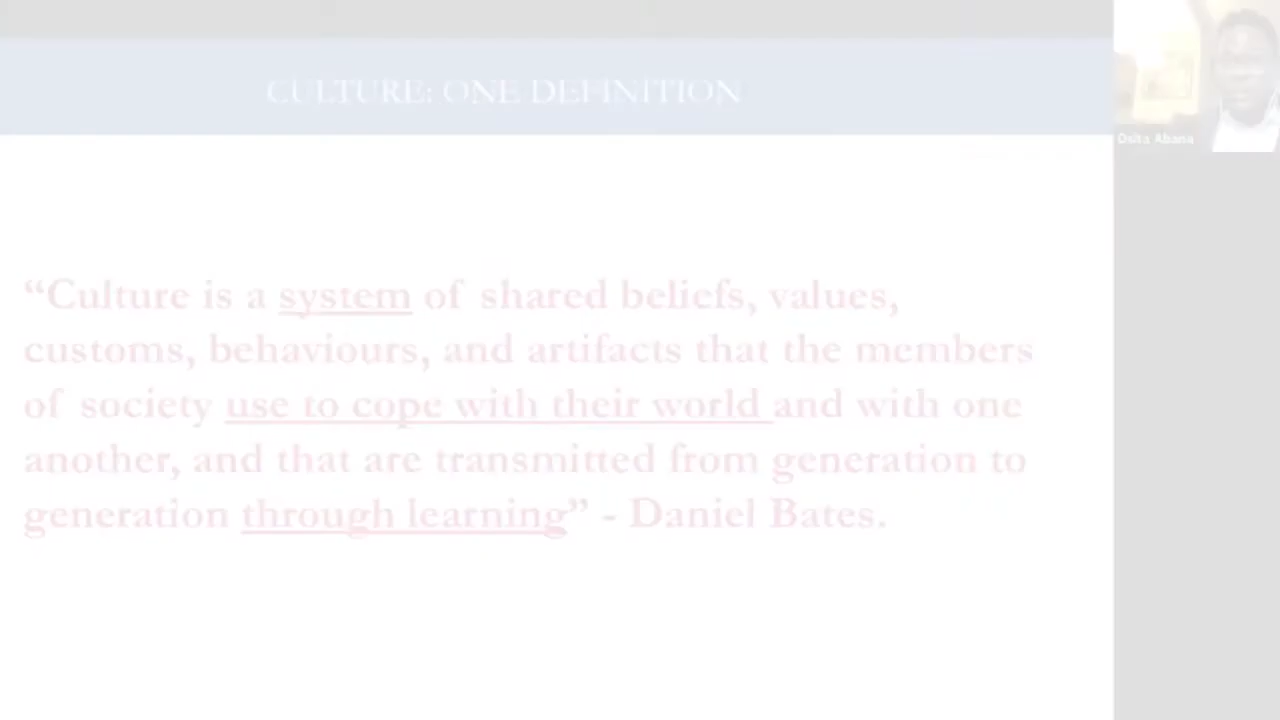 CULTURE: ONE DEFINITION
Osita Abana
“Culture is a system of shared beliefs, values,
customs, behaviours, and artifacts that the members
of society use to cope with their world and with one
another, and that are transmitted from generation to
generation through learning” - Daniel Bates.